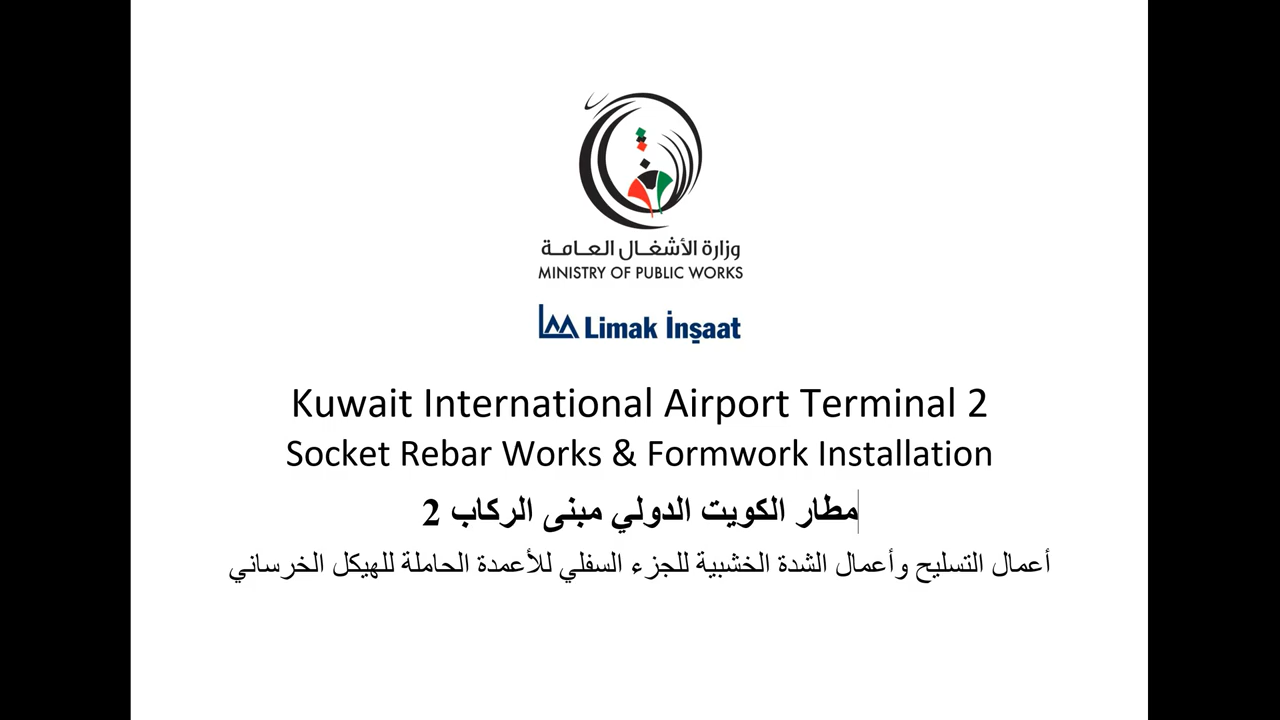 وزارة الأشغال العامة
MINISTRY OF PUBLIC WORKS
Limak İnşaat
Kuwait International Airport Terminal 2
Socket Rebar Works & Formwork Installation
مطار الكويت الدولي مبنى الركاب 2
أعمال التسليح وأعمال الشدة الخشبية للجزء السفلي للأعمدة الحاملة للهيكل الخرساني